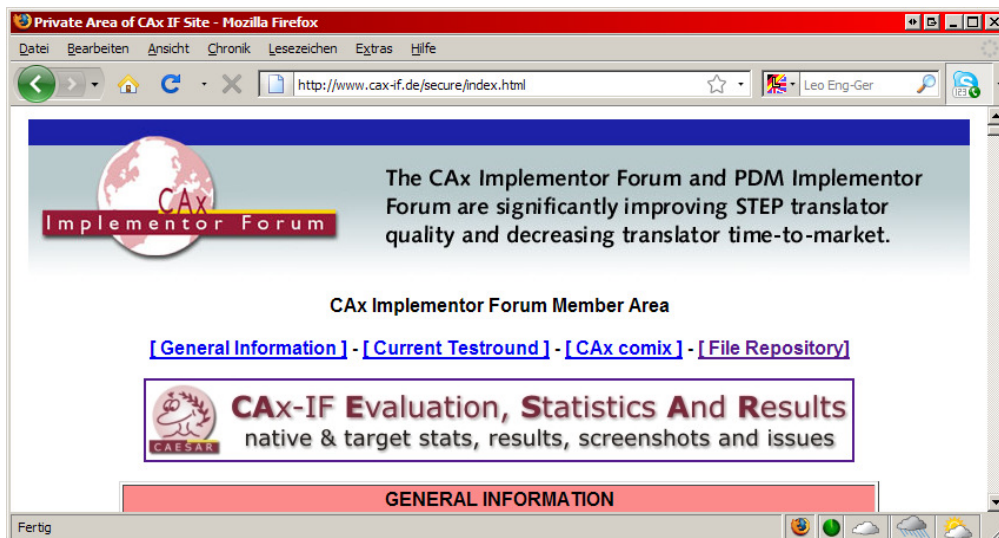 Private Area of CAx IF Site - Mozilla Firefox
Datei Bearbeiten Ansicht Chronik Lesezeichen Extras Hilfe
http://www.cax-if.de/secure/index.html
Leo Eng-Ger
123
The CAx Implementor Forum and PDM Implementor
Forum are significantly improving STEP translator
quality and decreasing translator time-to-market.
CAx
Implementor Forum
CAx Implementor Forum Member Area
[ General Information ] - [ Current Testround ] - [ CAx comix ] - [ File Repository]
CAx-IF Evaluation, Statistics And Results
native & target stats, results, screenshots and issues
CAESAR
GENERAL INFORMATION
Fertig